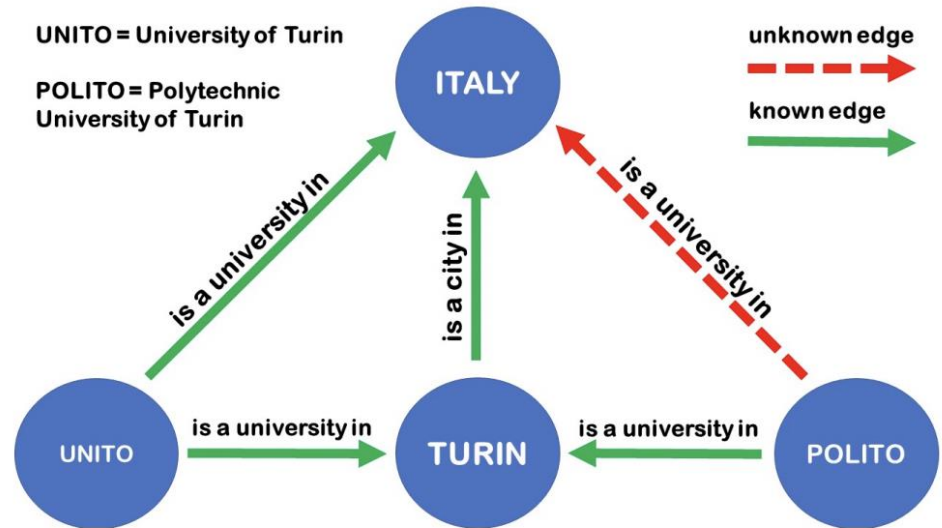 UNITO = University of Turin
POLITO = Polytechnic
University of Turin
ITALY
unknown edge
known edge
is a university in
is a city in
is a university in
UNITO
is a university in
TURIN
is a university in
POLITO